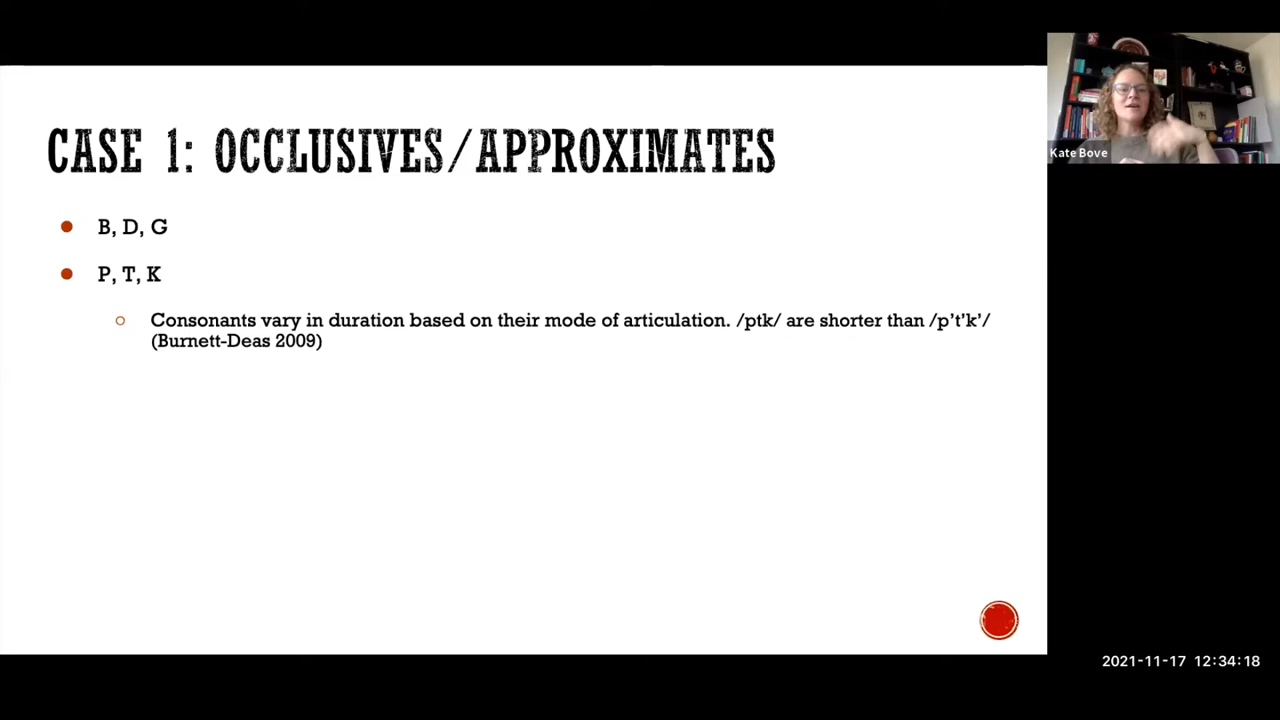 CASE 1: OCCLUSIVES/APPROXIMATES
B, D, G
P, T, K
Consonants vary in duration based on their mode of articulation. /ptk/ are shorter than /p’t’k’/
(Burnett-Deas 2009)
Kate Bove
2021-11-17 12:34:18